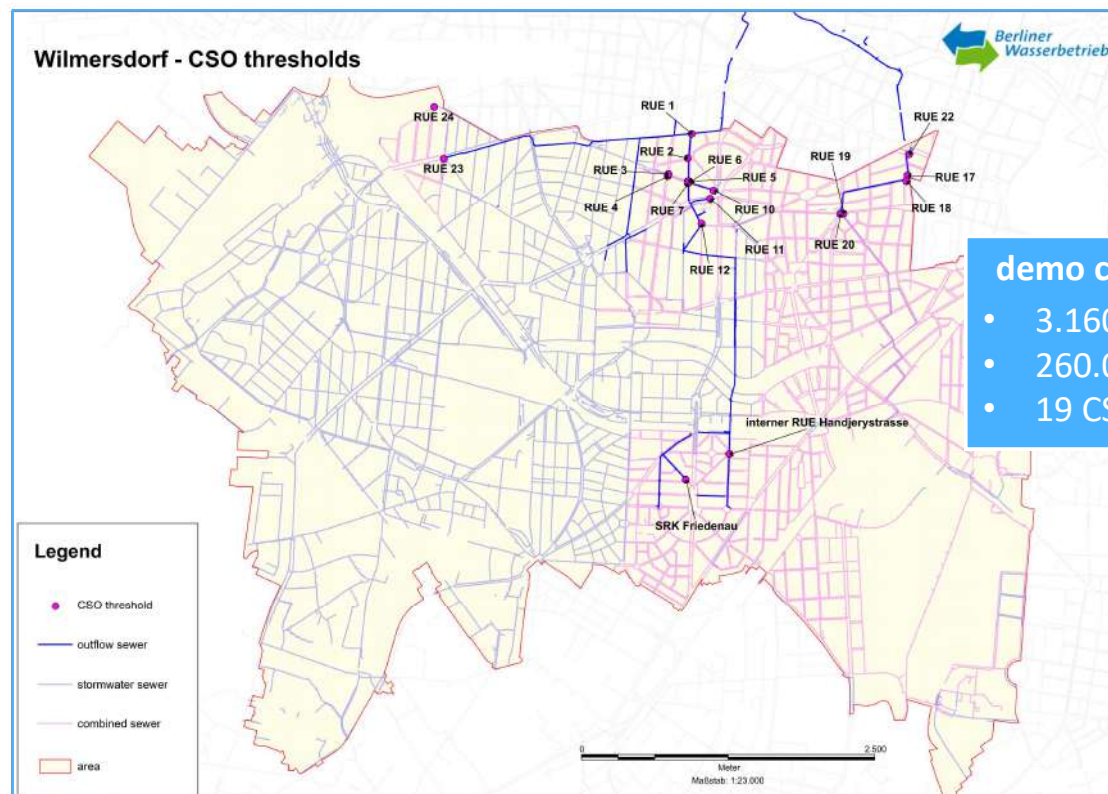 Wilmersdorf - CSO thresholds
Berliner
Wasserbetrieb
RUE 24
RUE 23
RUE 1
RUE 2
RUE 3
RUE 4
RUE 6
RUE 5
RUE 7
RUE 10
RUE 11
RUE 12
RUE 19
RUE 20
RUE 22
RUE 17
RUE 18
demo c
• 3.160
• 260.0
• 19 CS
interner RUE Handjerystrasse
SRK Friedenau
Legend
CSO threshold
outflow sewer
stormwater sewer
combined sewer
area
0 2.500
Meter
Maßstab: 1:23.000